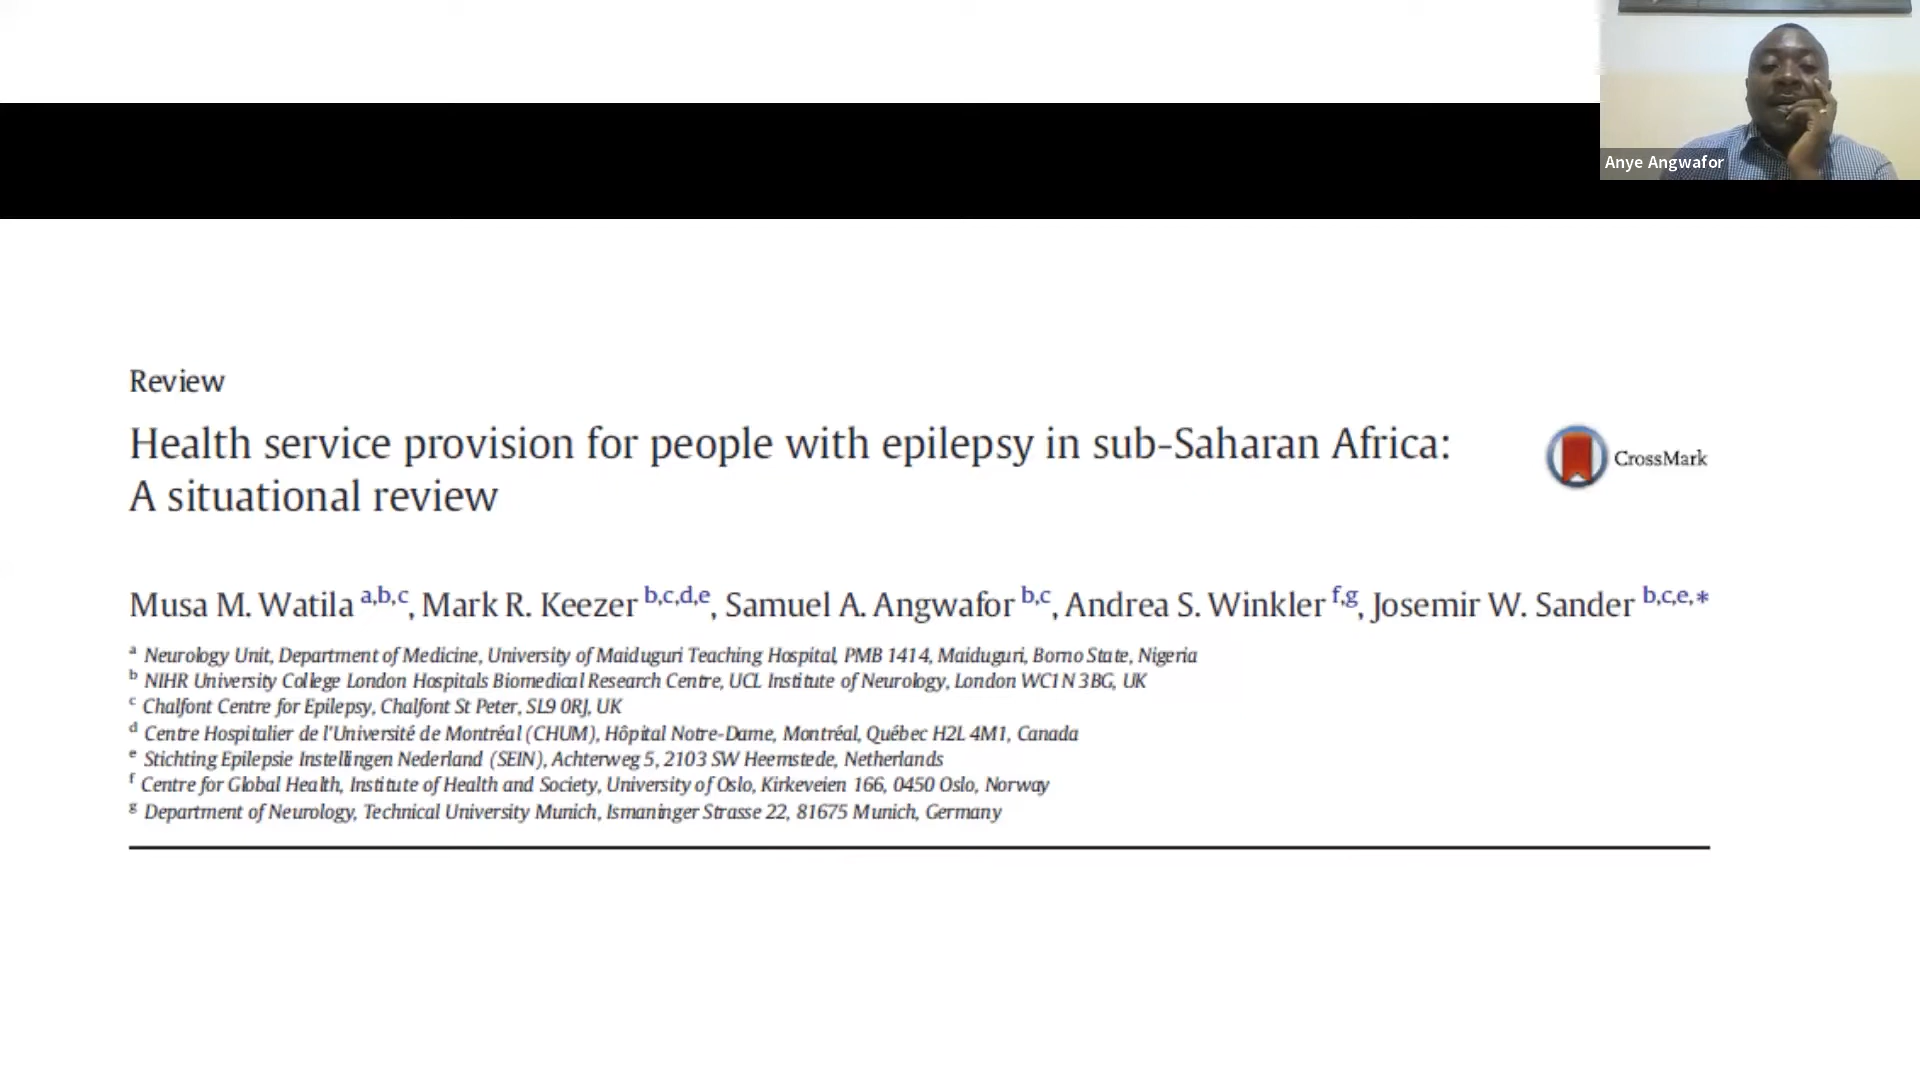 Anye Angwafor
Review
Health service provision for people with epilepsy in sub-Saharan Africa:
A situational review
CrossMark
Musa M. Watila a,b,c, Mark R. Keezer b,c,d,e, Samuel A. Angwafor b,c, Andrea S. Winkler f,g, Josemir W. Sander b,c,e,*
a Neurology Unit, Department of Medicine, University of Maiduguri Teaching Hospital, PMB 1414, Maiduguri, Borno State, Nigeria
b NIHR University College London Hospitals Biomedical Research Centre, UCL Institute of Neurology, London WC1N 3BG, UK
c Chalfont Centre for Epilepsy, Chalfont St Peter, SL9 0RJ, UK
d Centre Hospitalier de l'Université de Montréal (CHUM), Hôpital Notre-Dame, Montréal, Québec H2L 4M1, Canada
e Stichting Epilepsie Instellingen Nederland (SEIN), Achterweg 5, 2103 SW Heemstede, Netherlands
f Centre for Global Health, Institute of Health and Society, University of Oslo, Kirkeveien 166, 0450 Oslo, Norway
g Department of Neurology, Technical University Munich, Ismaninger Strasse 22, 81675 Munich, Germany